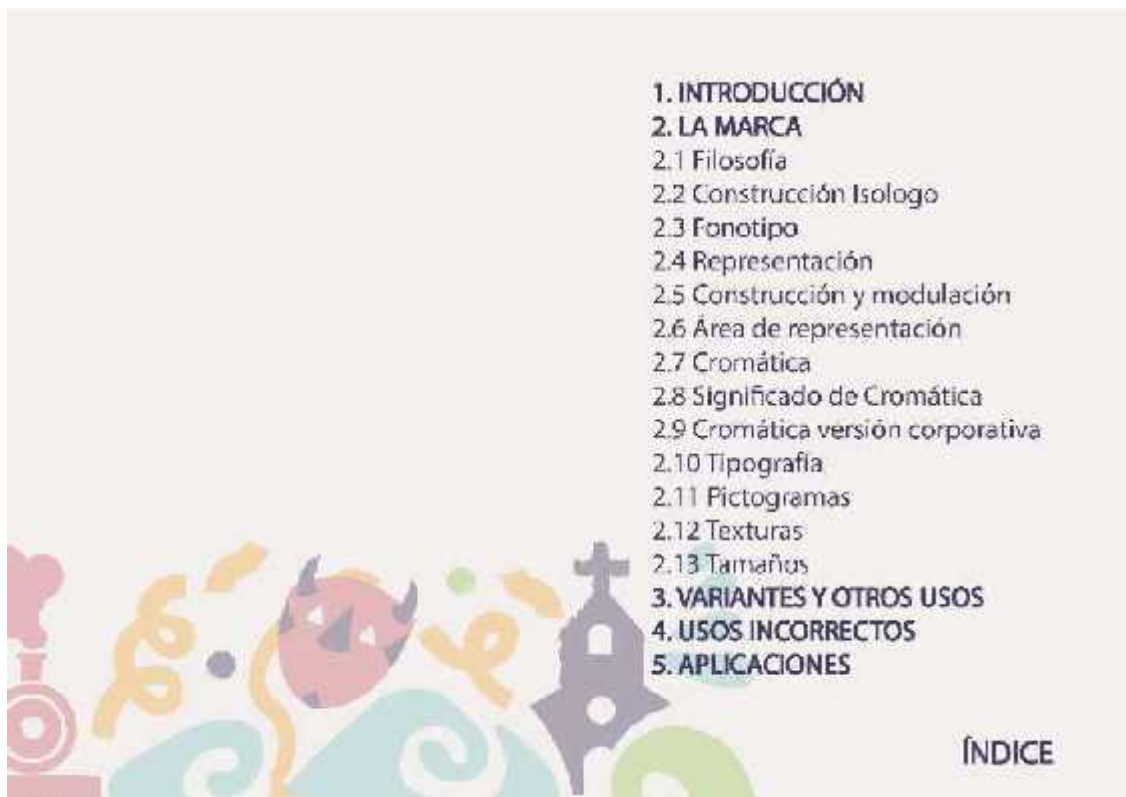 1. INTRODUCCIÓN
2. LA MARCA
2.1 Filosofía
2.2 Construcción Isologo
2.3 Fonotipo
2.4 Representación
2.5 Construcción y modulación
2.6 Área de representación
2.7 Cromática
2.8 Significado de Cromática
2.9 Cromática versión corporativa
2.10 Tipografía
2.11 Pictogramas
2.12 Texturas
2.13 Tamaños
3. VARIANTES Y OTROS USOS
4. USOS INCORRECTOS
5. APLICACIONES
ÍNDICE